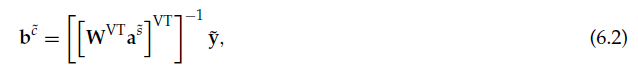 b^c̃ = [[W^VT a^s̃]^VT]^−1 ỹ, (6.2)